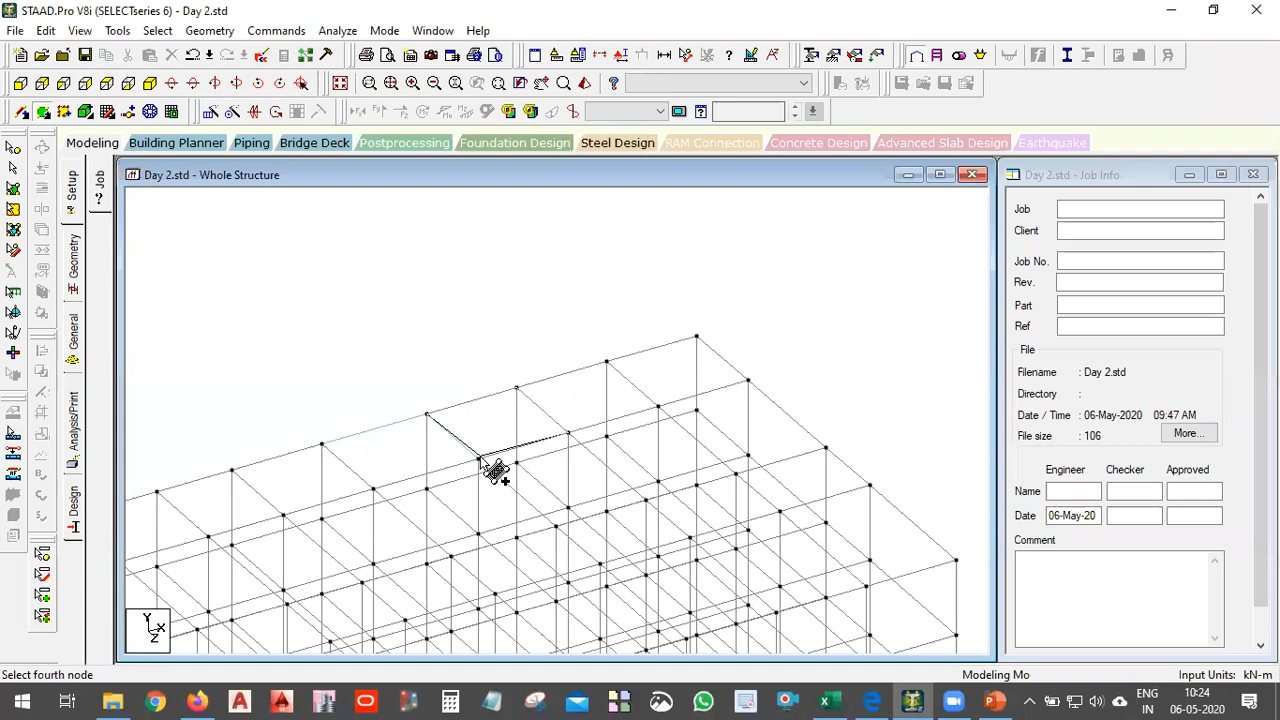 STAAD.Pro V8i (SELECTseries 6) - Day 2.std
File Edit View Tools Select Geometry Commands Analyze Mode Window Help
Modeling Building Planner Piping Bridge Deck Postprocessing Foundation Design Steel Design RAM Connection Concrete Design Advanced Slab Design Earthquake
Setup
Job
Geometry
General
Analysis/Print
Design
Day 2.std - Whole Structure
Y
X
Z
Day 2.std - Job Info
Job
Client
Job No.
Rev.
Part
Ref
File
Filename : Day 2.std
Directory :
Date / Time : 06-May-2020 09:47 AM
File size : 106 More...
Engineer Checker Approved
Name
Date 06-May-20
Comment
Select fourth node Modeling Mo Input Units: kN-m
ENG
IN
10:24
06-05-2020